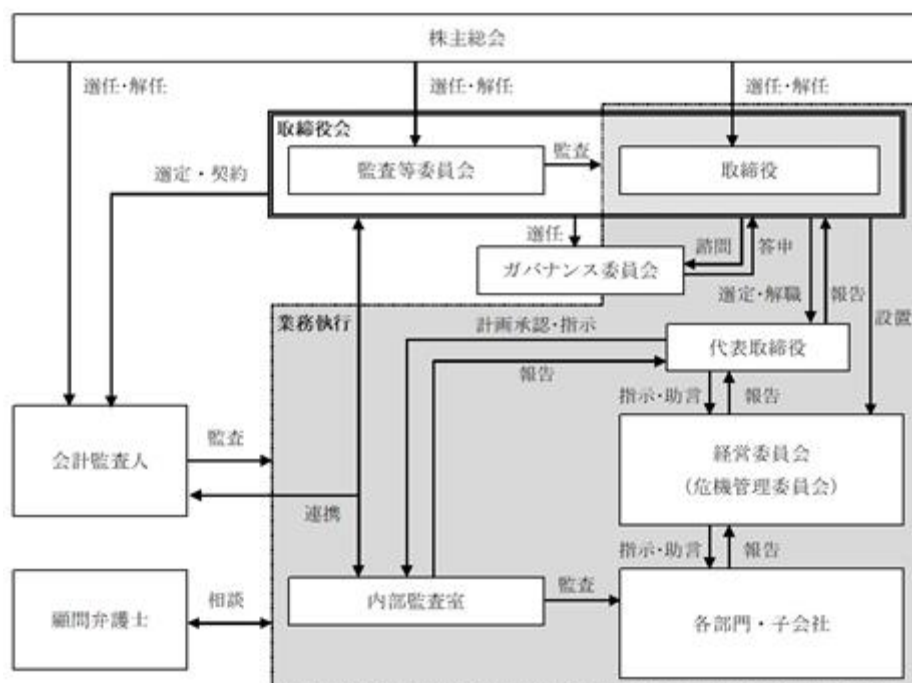 株主総会
選任・解任
選任・解任
選任・解任
取締役会
監査等委員会
監査
取締役
選定・契約
選任
諮問
答申
ガバナンス委員会
選定・解職
報告
設置
業務執行
計画承認・指示
代表取締役
報告
指示・助言
報告
会計監査人
監査
経営委員会
(危機管理委員会)
連携
指示・助言
報告
顧問弁護士
相談
内部監査室
監査
各部門・子会社